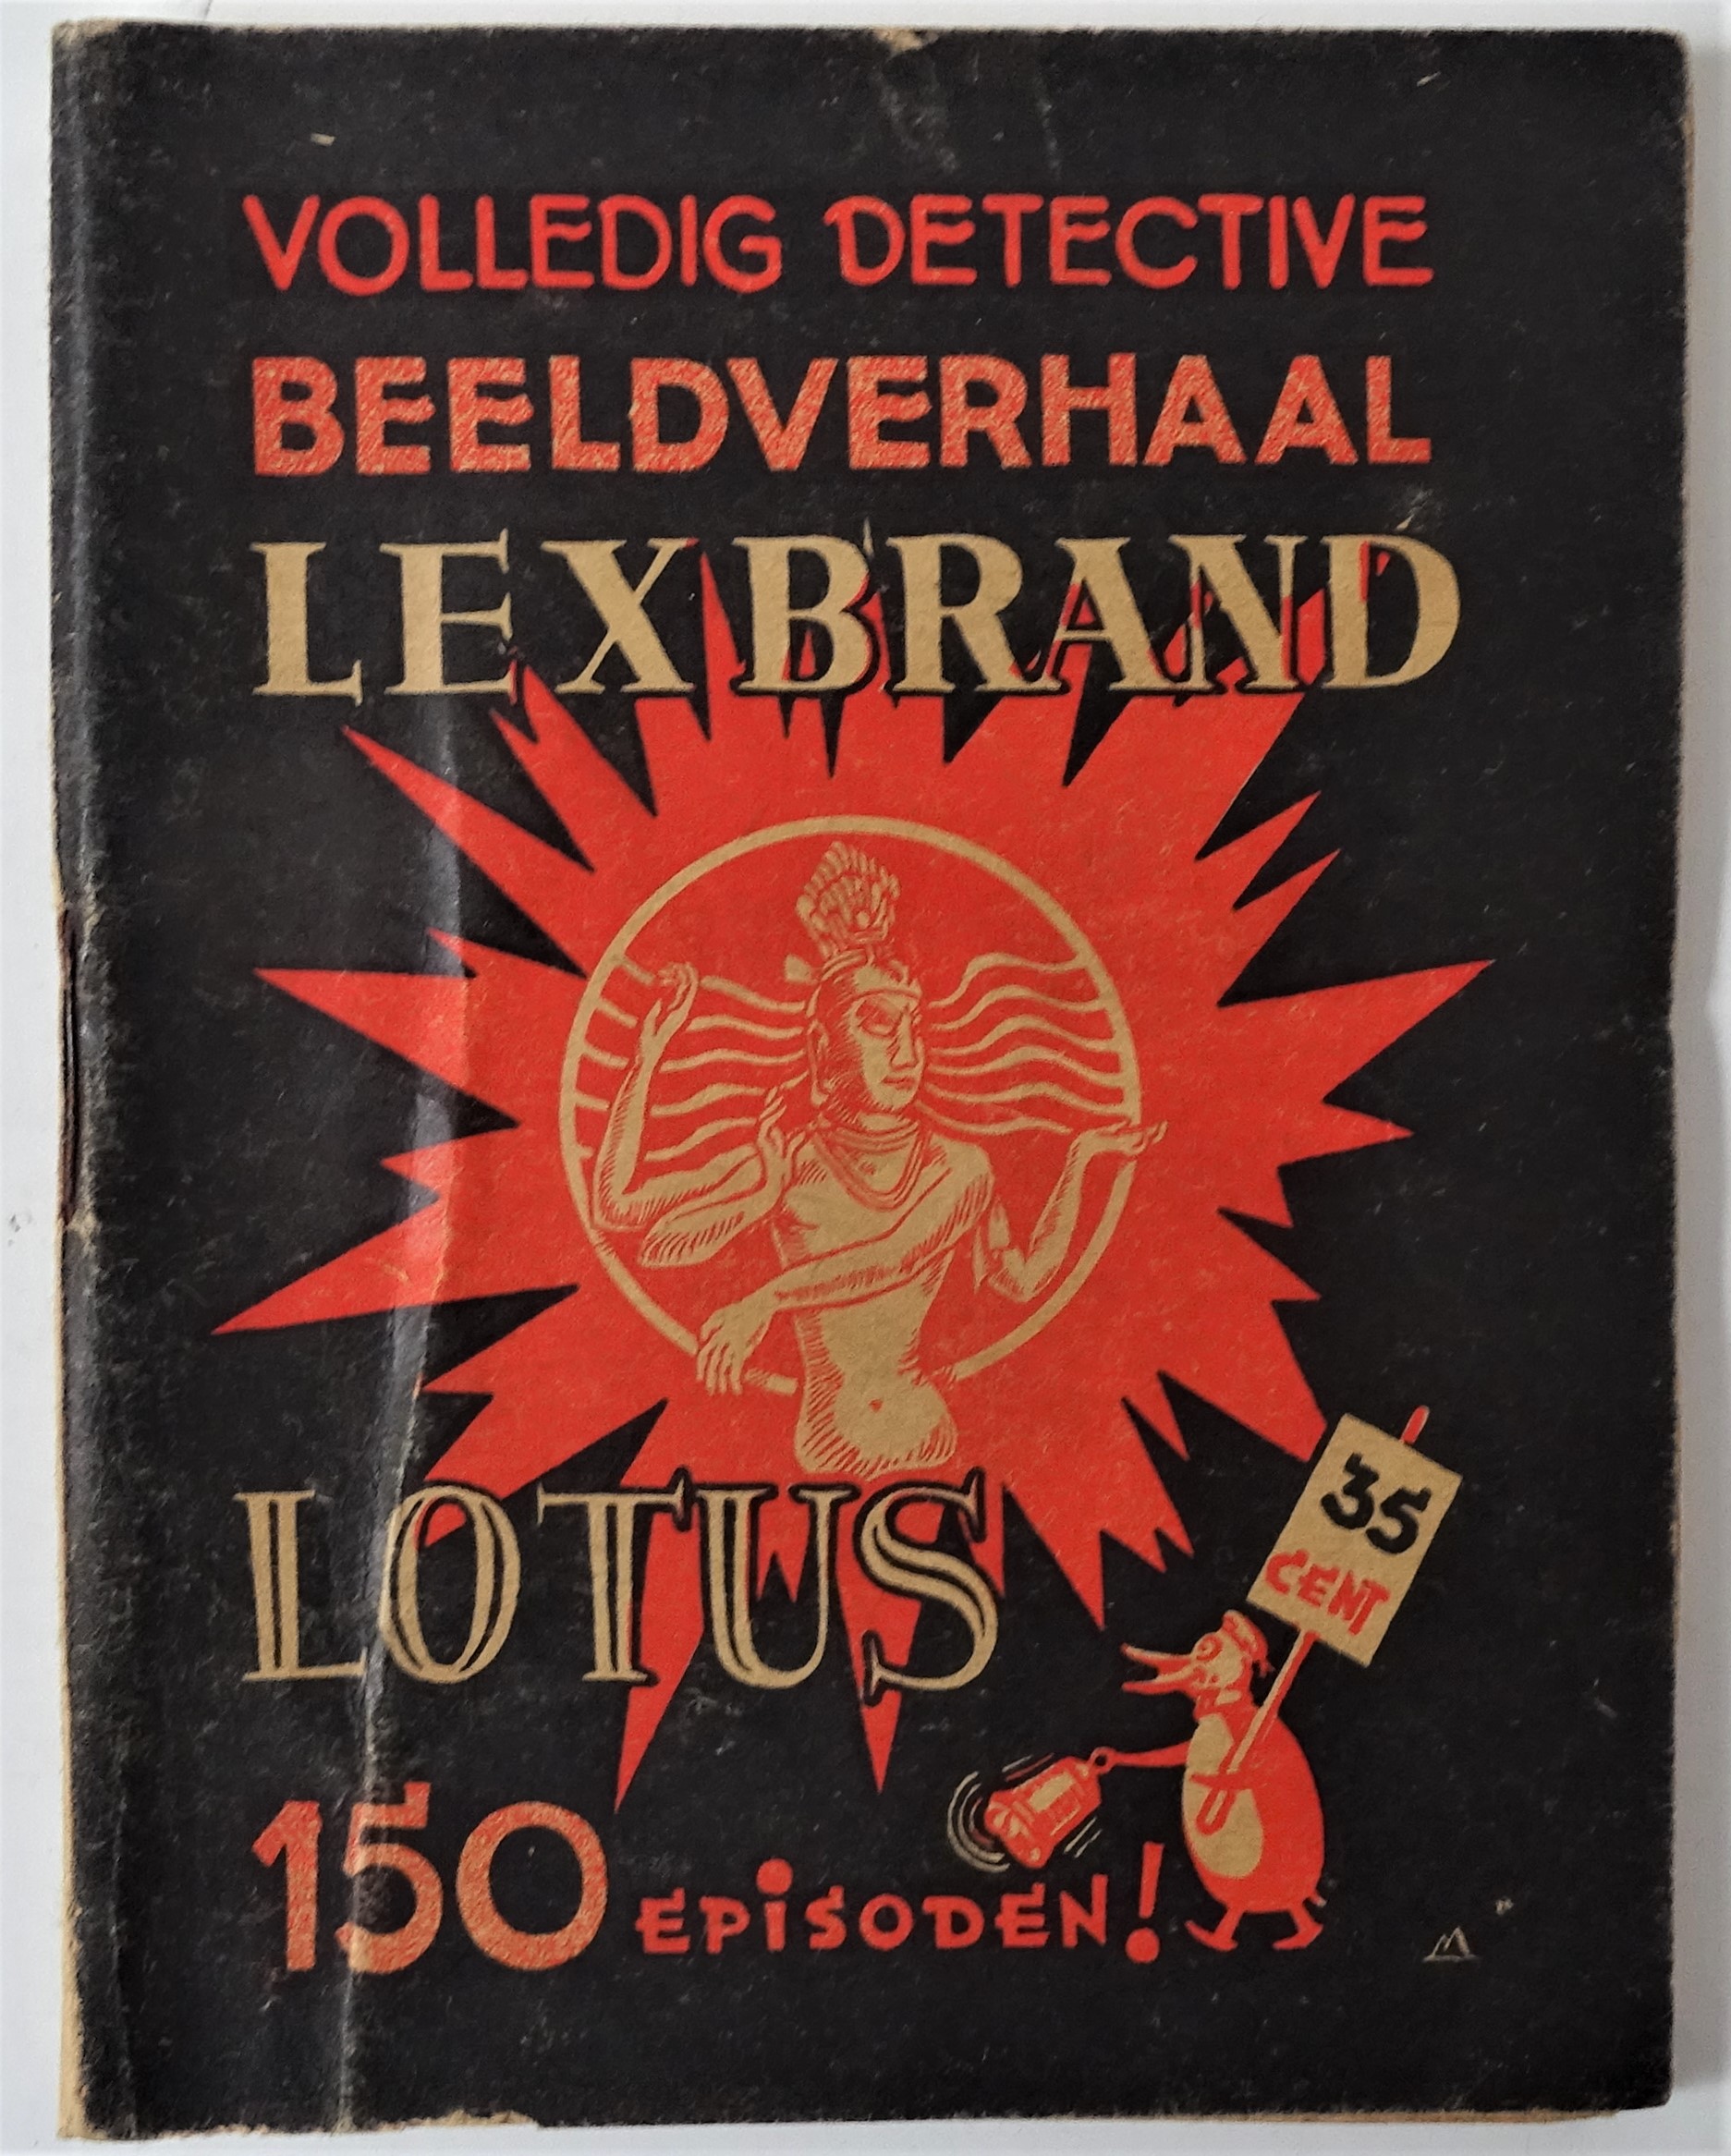 VOLLEDIG DETECTIVE
BEELDVERHAAL
LEX BRAND
LOTUS
35
CENT
150 EPISODEN!
M